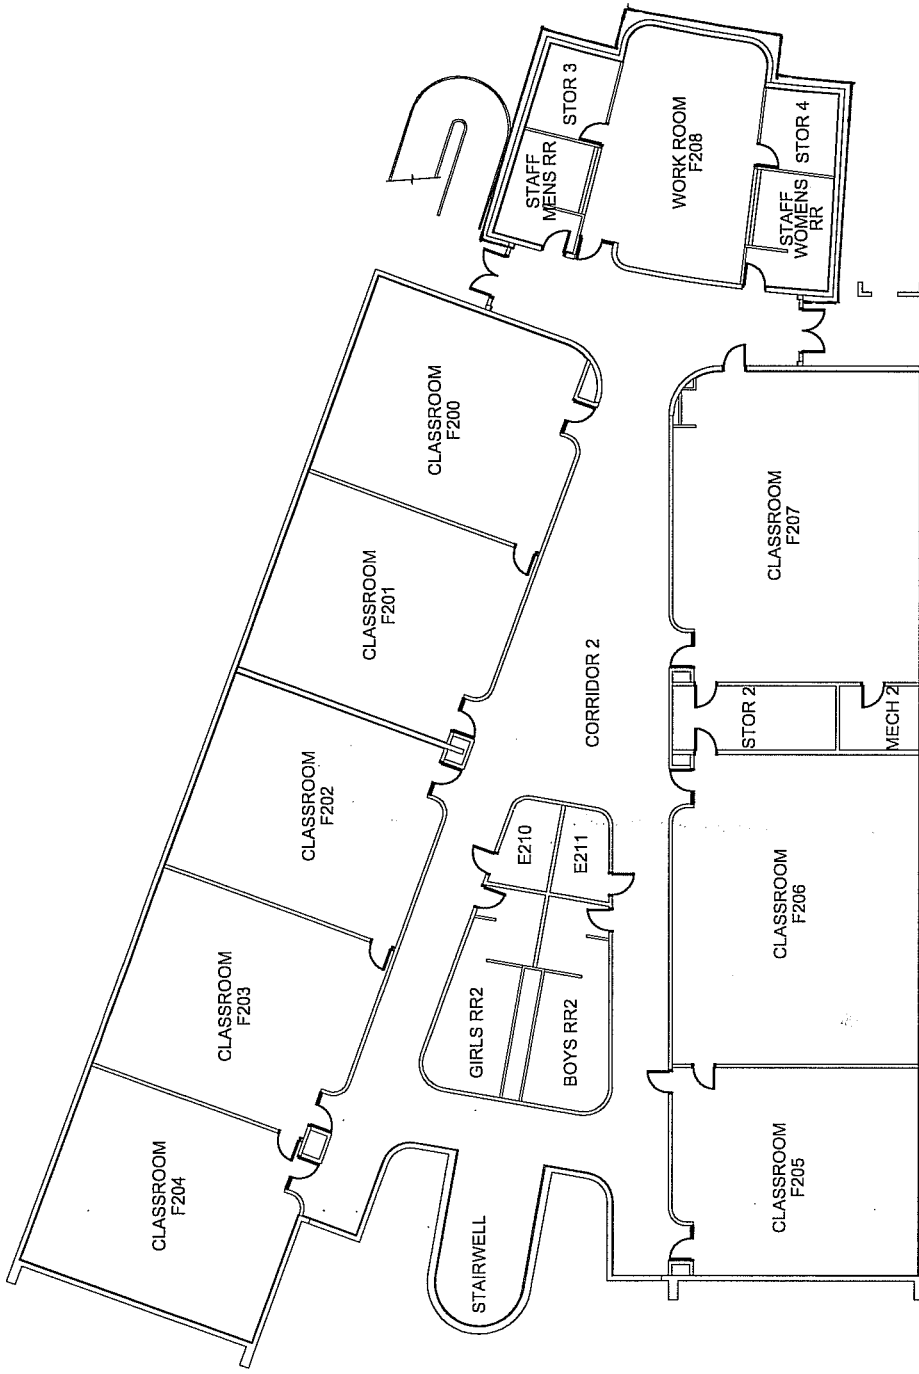 STOR 3
STAFF
MENS RR
WORK ROOM
F208
STOR 4
STAFF
WOMENS
RR
CLASSROOM
F200
CLASSROOM
F201
CLASSROOM
F202
CLASSROOM
F203
CLASSROOM
F204
CORRIDOR 2
E210
E211
GIRLS RR2
BOYS RR2
STAIRWELL
CLASSROOM
F207
STOR 2
MECH 2
CLASSROOM
F206
CLASSROOM
F205